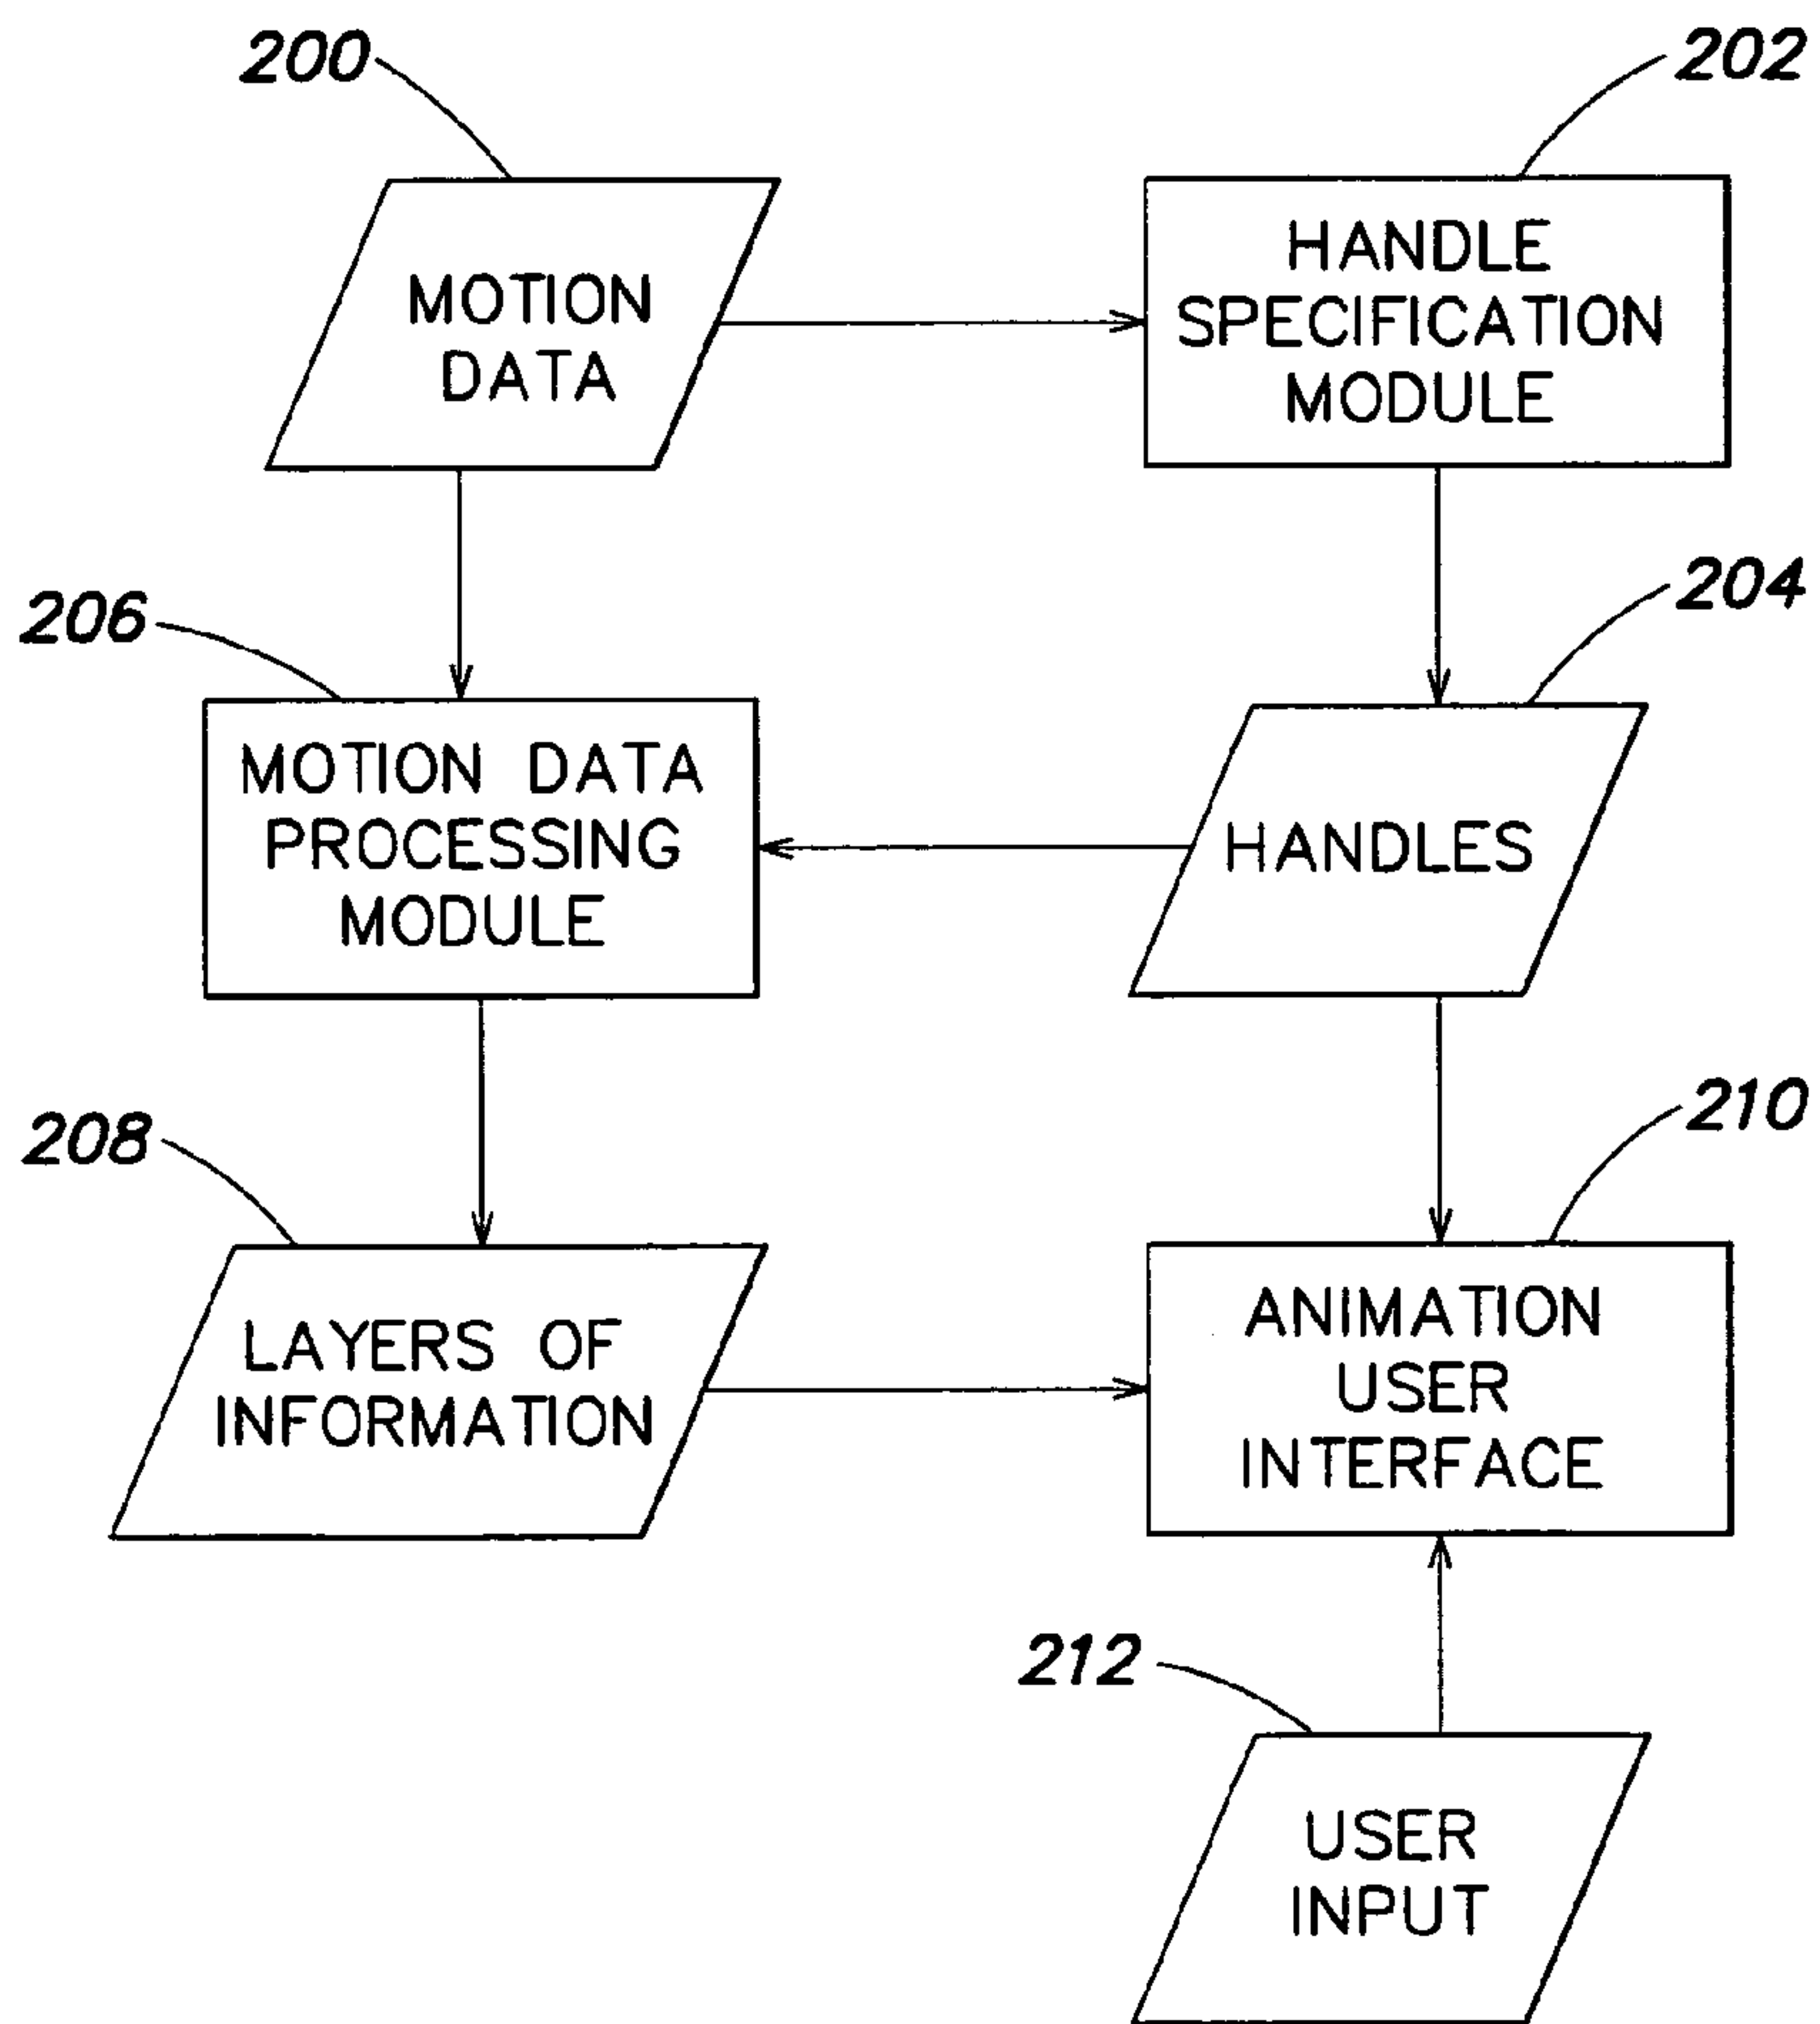 200
202
MOTION
DATA
HANDLE
SPECIFICATION
MODULE
206
204
MOTION DATA
PROCESSING
MODULE
HANDLES
208
210
LAYERS OF
INFORMATION
ANIMATION
USER
INTERFACE
212
USER
INPUT